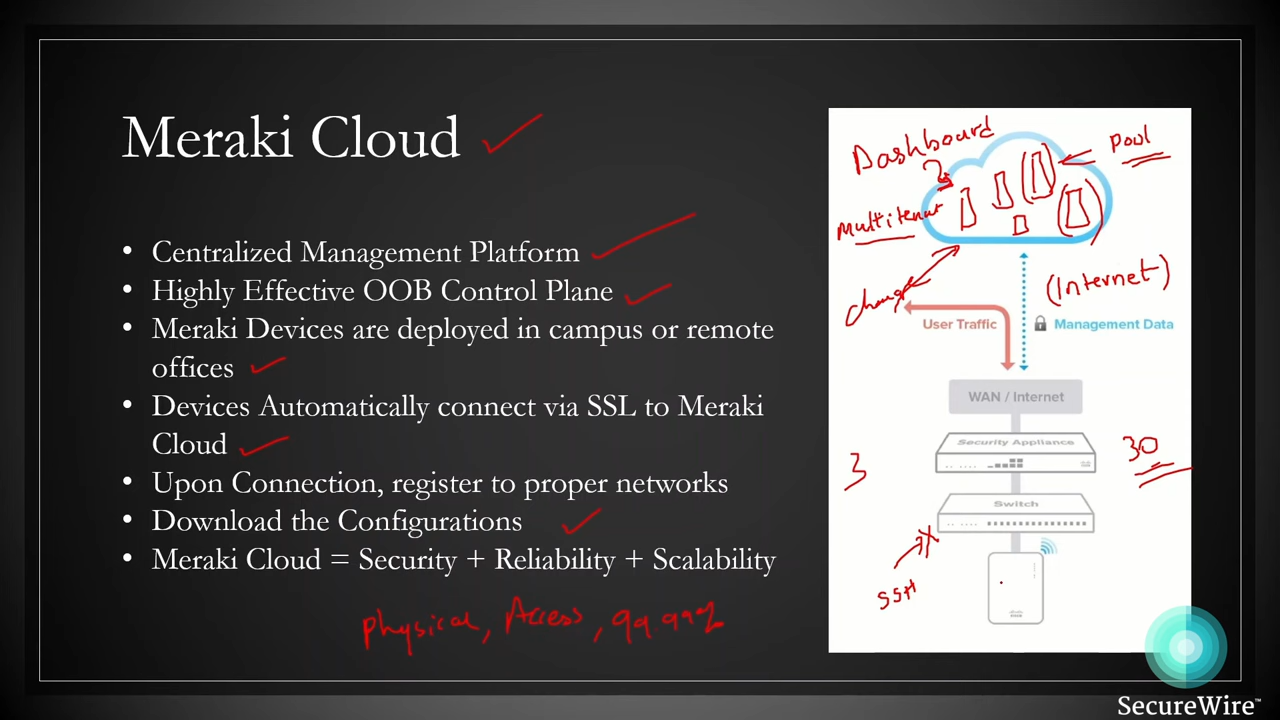 Meraki Cloud
• Centralized Management Platform
• Highly Effective OOB Control Plane
• Meraki Devices are deployed in campus or remote
offices
• Devices Automatically connect via SSL to Meraki
Cloud
• Upon Connection, register to proper networks
• Download the Configurations
• Meraki Cloud = Security + Reliability + Scalability
Physical, Access, 99.99%
Dashboard
Pool
Multitenant
(Internet)
change
User Traffic
Management Data
WAN / Internet
Security Appliance
3
30
Switch
SSH
SecureWire™